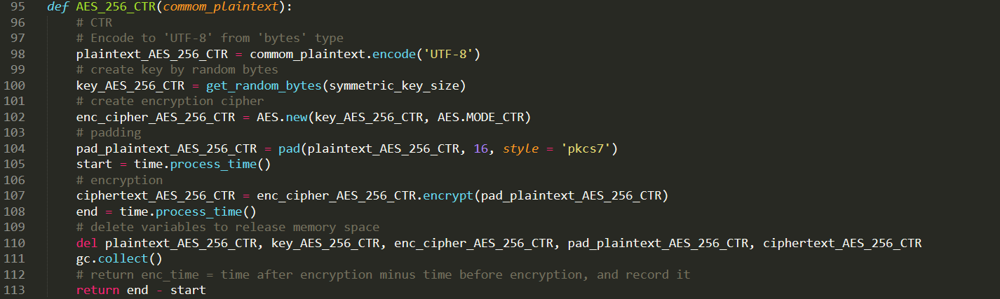 95 def AES_256_CTR(commom_plaintext):
96     # CTR
97     # Encode to 'UTF-8' from 'bytes' type
98     plaintext_AES_256_CTR = commom_plaintext.encode('UTF-8')
99     # create key by random bytes
100     key_AES_256_CTR = get_random_bytes(symmetric_key_size)
101     # create encryption cipher
102     enc_cipher_AES_256_CTR = AES.new(key_AES_256_CTR, AES.MODE_CTR)
103     # padding
104     pad_plaintext_AES_256_CTR = pad(plaintext_AES_256_CTR, 16, style = 'pkcs7')
105     start = time.process_time()
106     # encryption
107     ciphertext_AES_256_CTR = enc_cipher_AES_256_CTR.encrypt(pad_plaintext_AES_256_CTR)
108     end = time.process_time()
109     # delete variables to release memory space
110     del plaintext_AES_256_CTR, key_AES_256_CTR, enc_cipher_AES_256_CTR, pad_plaintext_AES_256_CTR, ciphertext_AES_256_CTR
111     gc.collect()
112     # return enc_time = time after encryption minus time before encryption, and record it
113     return end - start